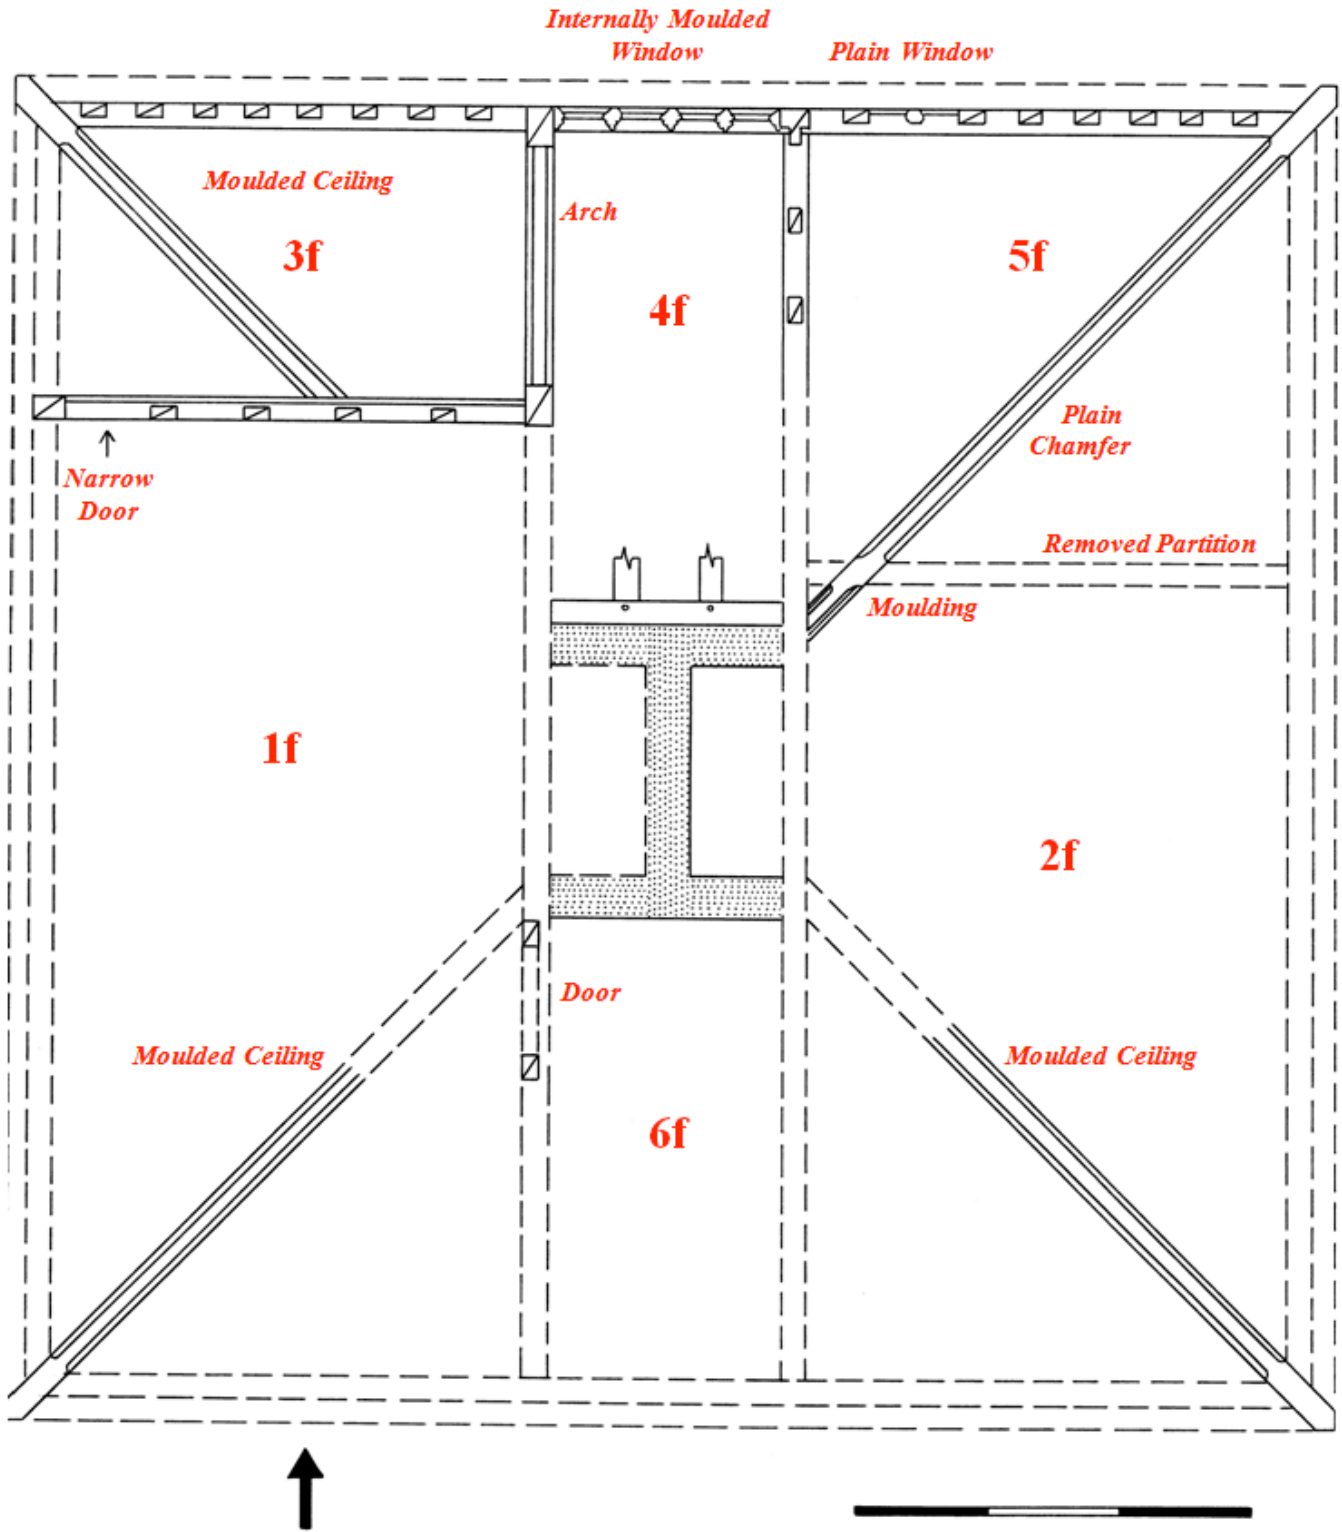 Internally Moulded
Window
Plain Window
Moulded Ceiling
Arch
3f
4f
5f
Plain
Chamfer
Narrow
Door
Removed Partition
Moulding
1f
2f
Door
Moulded Ceiling
Moulded Ceiling
6f